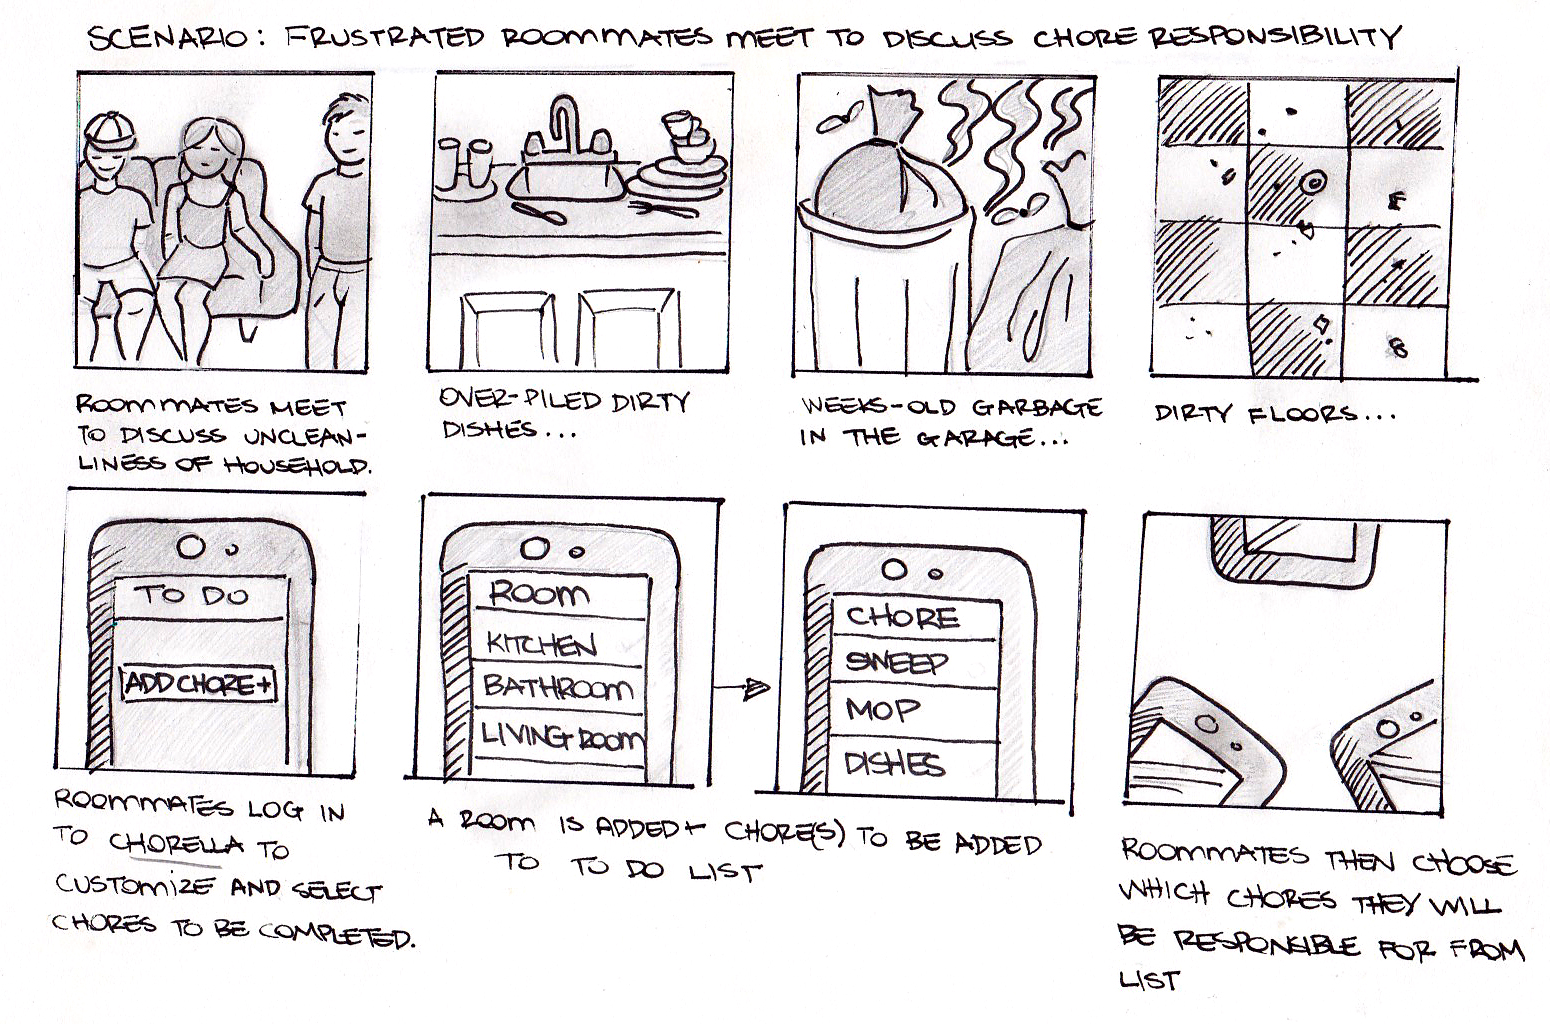 SCENARIO: FRUSTRATED ROOMMATES MEET TO DISCUSS CHORE RESPONSIBILITY
ROOMMATES MEET
TO DISCUSS UNCLEAN-
LINESS OF HOUSEHOLD.
OVER-PILED DIRTY
DISHES...
WEEKS-OLD GARBAGE
IN THE GARAGE...
DIRTY FLOORS...
TO DO
ADD CHORE+
ROOM
KITCHEN
BATHROOM
LIVING ROOM
CHORE
SWEEP
MOP
DISHES
ROOMMATES LOG IN
TO CHORELLA TO
CUSTOMIZE AND SELECT
CHORES TO BE COMPLETED.
A ROOM IS ADDED + CHORE(S) TO BE ADDED
TO TO DO LIST
ROOMMATES THEN CHOOSE
WHICH CHORES THEY WILL
BE RESPONSIBLE FOR FROM
LIST